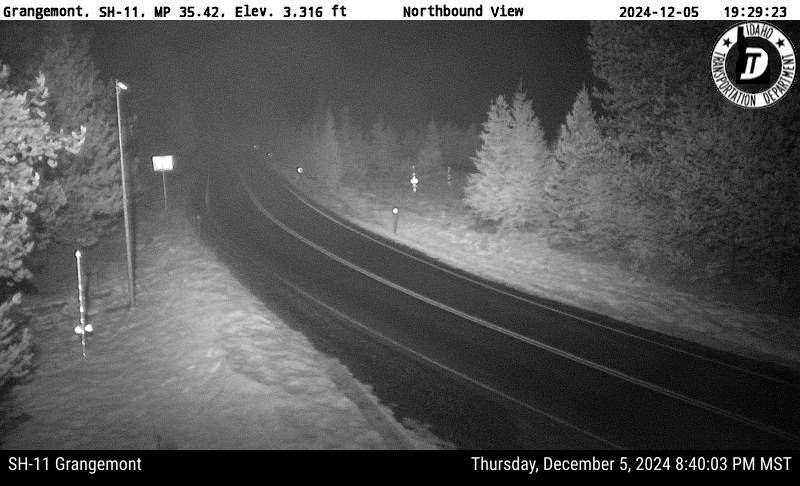 Grangemont, SH-11, MP 35.42, Elev. 3,316 ft Northbound View 2024-12-05 19:29:23
IDAHO
TRANSPORTATION DEPARTMENT
SH-11 Grangemont Thursday, December 5, 2024 8:40:03 PM MST